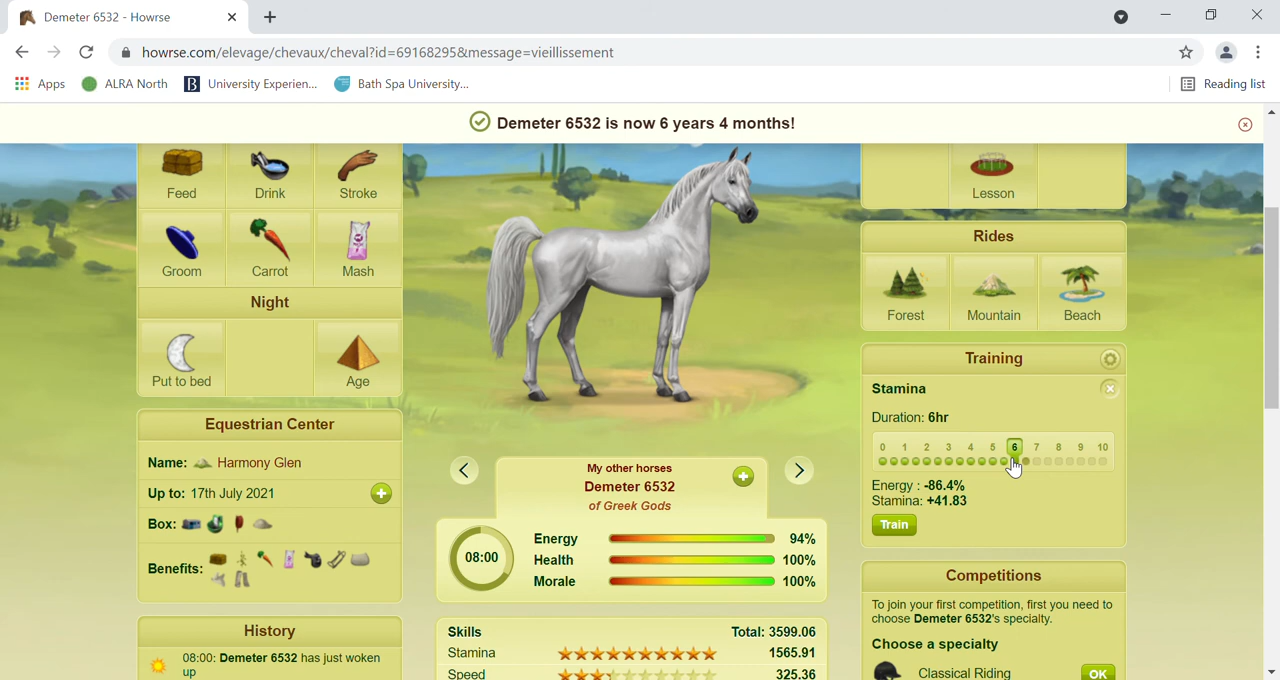 Demeter 6532 - Howrse
howrse.com/elevage/chevaux/cheval?id=69168295&message=vieillissement
Apps
ALRA North
B University Experien...
Bath Spa University...
Reading list
Demeter 6532 is now 6 years 4 months!
Feed
Drink
Stroke
Groom
Carrot
Mash
Night
Put to bed
Age
Equestrian Center
Name: Harmony Glen
Up to: 17th July 2021
Box:
Benefits:
History
08:00: Demeter 6532 has just woken
up
My other horses
Demeter 6532
of Greek Gods
08:00
Energy 94%
Health 100%
Morale 100%
Skills Total: 3599.06
Stamina 1565.91
Speed 325.36
Lesson
Rides
Forest
Mountain
Beach
Training
Stamina
Duration: 6hr
0 1 2 3 4 5 6 7 8 9 10
Energy : -86.4%
Stamina: +41.83
Train
Competitions
To join your first competition, first you need to
choose Demeter 6532's specialty.
Choose a specialty
Classical Riding OK